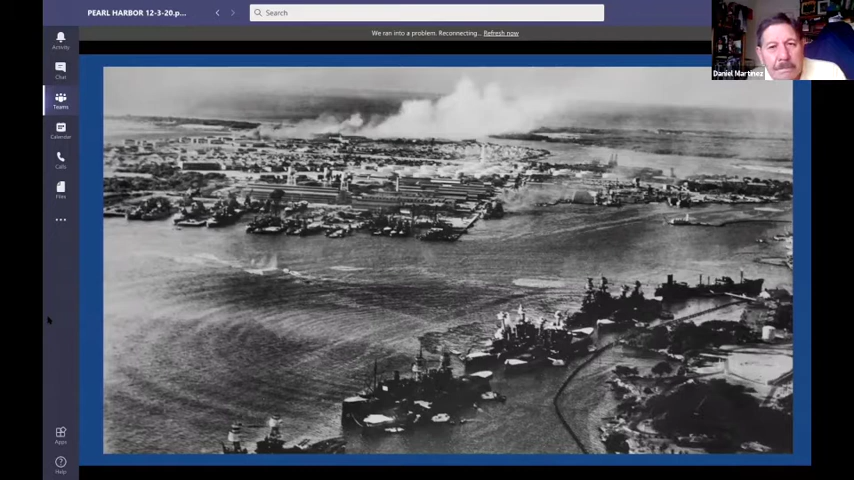 PEARL HARBOR 12-3-20.p...
Search
We ran into a problem. Reconnecting... Refresh now
Daniel Martinez
Activity
Chat
Teams
Calendar
Calls
Files
Apps
Help